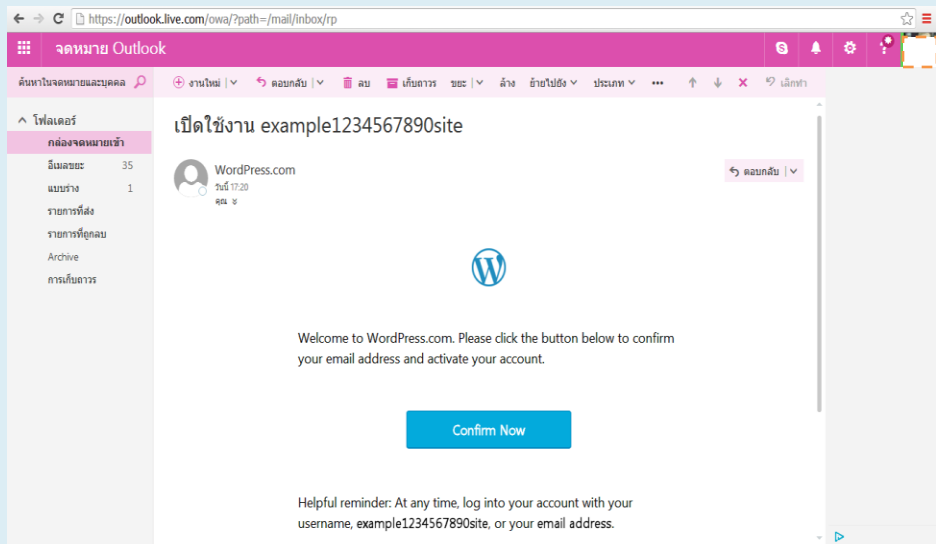 https://outlook.live.com/owa/?path=/mail/inbox/rp
จดหมาย Outlook
ค้นหาในจดหมายและบุคคล
งานใหม่ ตอบกลับ ลบ เก็บถาวร ขยะ ล้าง ย้ายไปยัง ประเภท ••• เลิกทำ
โฟลเดอร์
กล่องจดหมายเข้า
อีเมลขยะ 35
แบบร่าง 1
รายการที่ส่ง
รายการที่ถูกลบ
Archive
การเก็บถาวร
เปิดใช้งาน example1234567890site
WordPress.com
วันนี้ 17:20
คุณ
ตอบกลับ
Welcome to WordPress.com. Please click the button below to confirm
your email address and activate your account.
Confirm Now
Helpful reminder: At any time, log into your account with your
username, example1234567890site, or your email address.